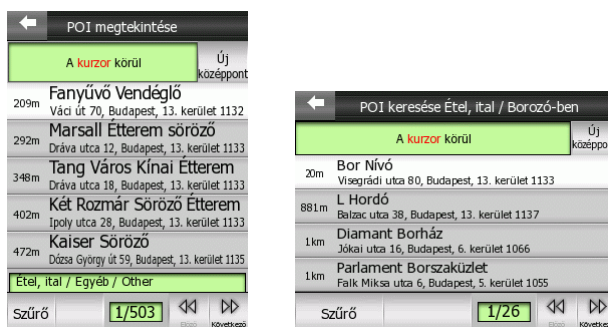 POI megtekintése
A kurzor körül
Új
középpont
209m
Fanyűvő Vendéglő
Váci út 70, Budapest, 13. kerület 1132
292m
Marsall Étterem söröző
Dráva utca 12, Budapest, 13. kerület 1133
348m
Tang Város Kínai Étterem
Dráva utca 18, Budapest, 13. kerület 1133
402m
Két Rozmár Söröző Étterem
Ipoly utca 28, Budapest, 13. kerület 1133
472m
Kaiser Söröző
Dózsa György út 59, Budapest, 13. kerület 1135
Étel, ital / Egyéb / Other
Szűrő
1/503
Előző
Következő
POI keresése Étel, ital / Borozó-ben
A kurzor körül
Új
középpo
20m
Bor Nívó
Visegrádi utca 80, Budapest, 13. kerület 1133
881m
L Hordó
Balzac utca 38, Budapest, 13. kerület 1137
1km
Diamant Borház
Jókai utca 16, Budapest, 6. kerület 1066
1km
Parlament Borszaküzlet
Falk Miksa utca 6, Budapest, 5. kerület 1055
Szűrő
1/26
Előző
Következő